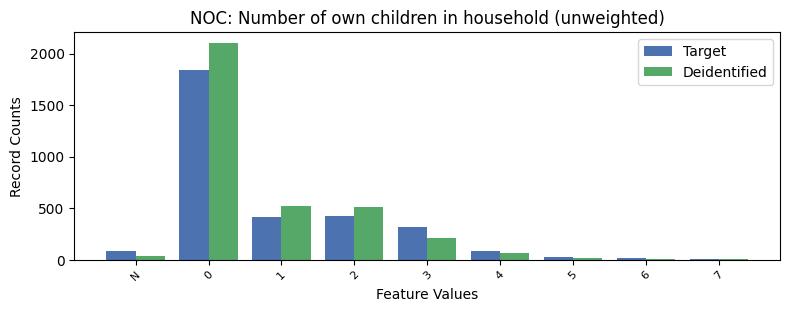 NOC: Number of own children in household (unweighted)
Target
Deidentified
Record Counts
2000
1500
1000
500
0
N 0 1 2 3 4 5 6 7
Feature Values